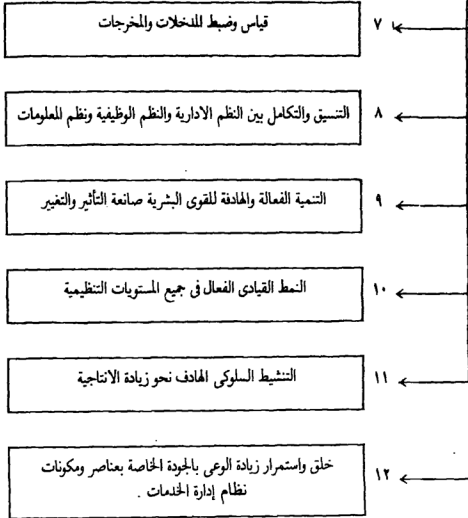 ٧ قياس وضبط المدخلات والمخرجات
٨ التنسيق والتكامل بين النظم الادارية والنظم الوظيفية ونظم المعلومات
٩ التنمية الفعالة والهادفة للقوى البشرية صانعة التأثير والتغيير
١٠ النمط القيادى الفعال فى جميع المستويات التنظيمية
١١ التنشيط السلوكى الهادف نحو زيادة الانتاجية
١٢ خلق واستمرار زيادة الوعى بالجودة الخاصة بعناصر ومكونات
نظام إدارة الخدمات .